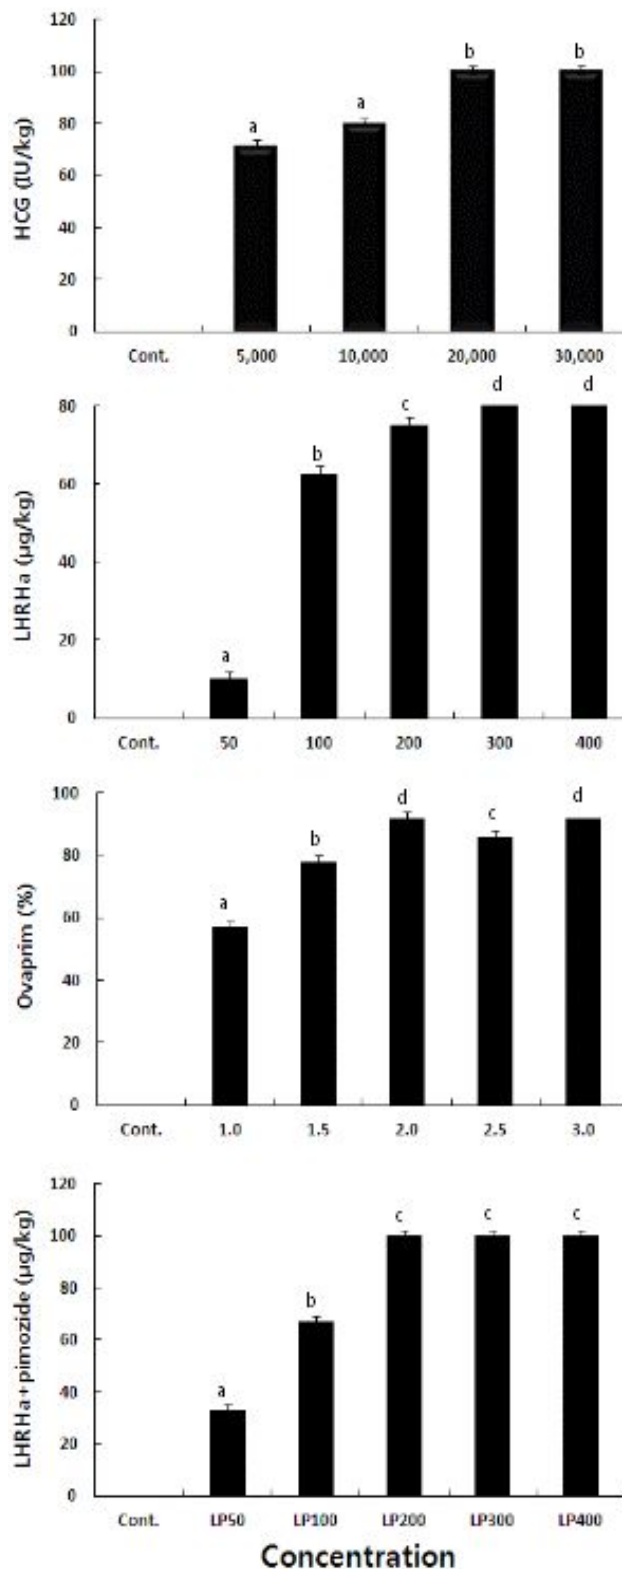 120
100
80
60
40
20
0
HCG (IU/kg)
a
a
b
b
Cont. 5,000 10,000 20,000 30,000
80
60
40
20
0
LHRHa (μg/kg)
a
b
c
d
d
Cont. 50 100 200 300 400
100
80
60
40
20
0
Ovaprim (%)
a
b
d
c
d
Cont. 1.0 1.5 2.0 2.5 3.0
120
100
80
60
40
20
0
LHRHa+pimozide (μg/kg)
a
b
c
c
c
Cont. LP50 LP100 LP200 LP300 LP400
Concentration